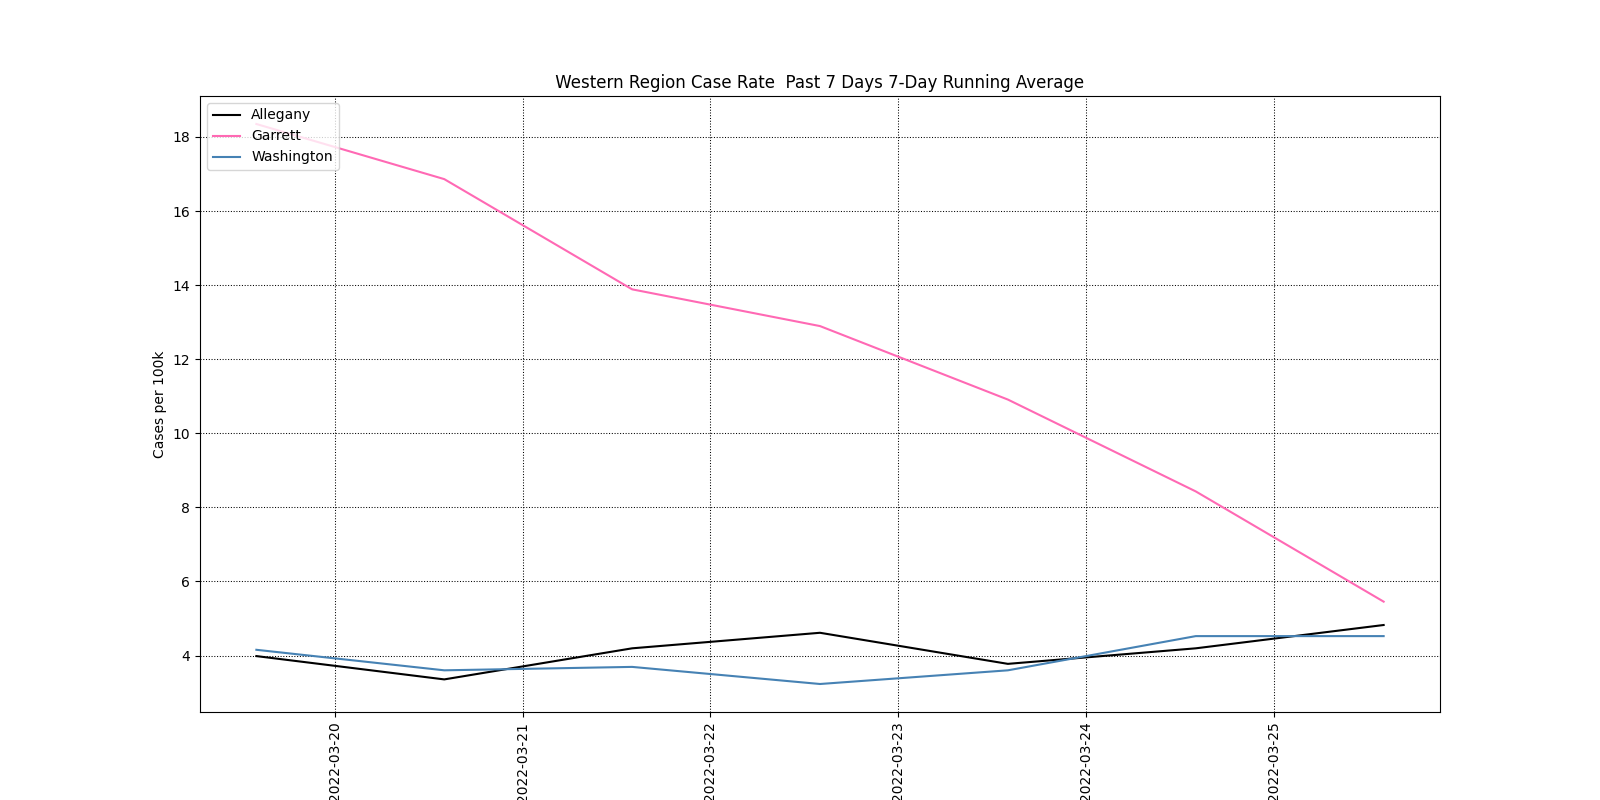 Western Region Case Rate  Past 7 Days 7-Day Running Average
Allegany
Garrett
Washington
18
16
14
12
10
8
6
4
Cases per 100k
2022-03-20
2022-03-21
2022-03-22
2022-03-23
2022-03-24
2022-03-25